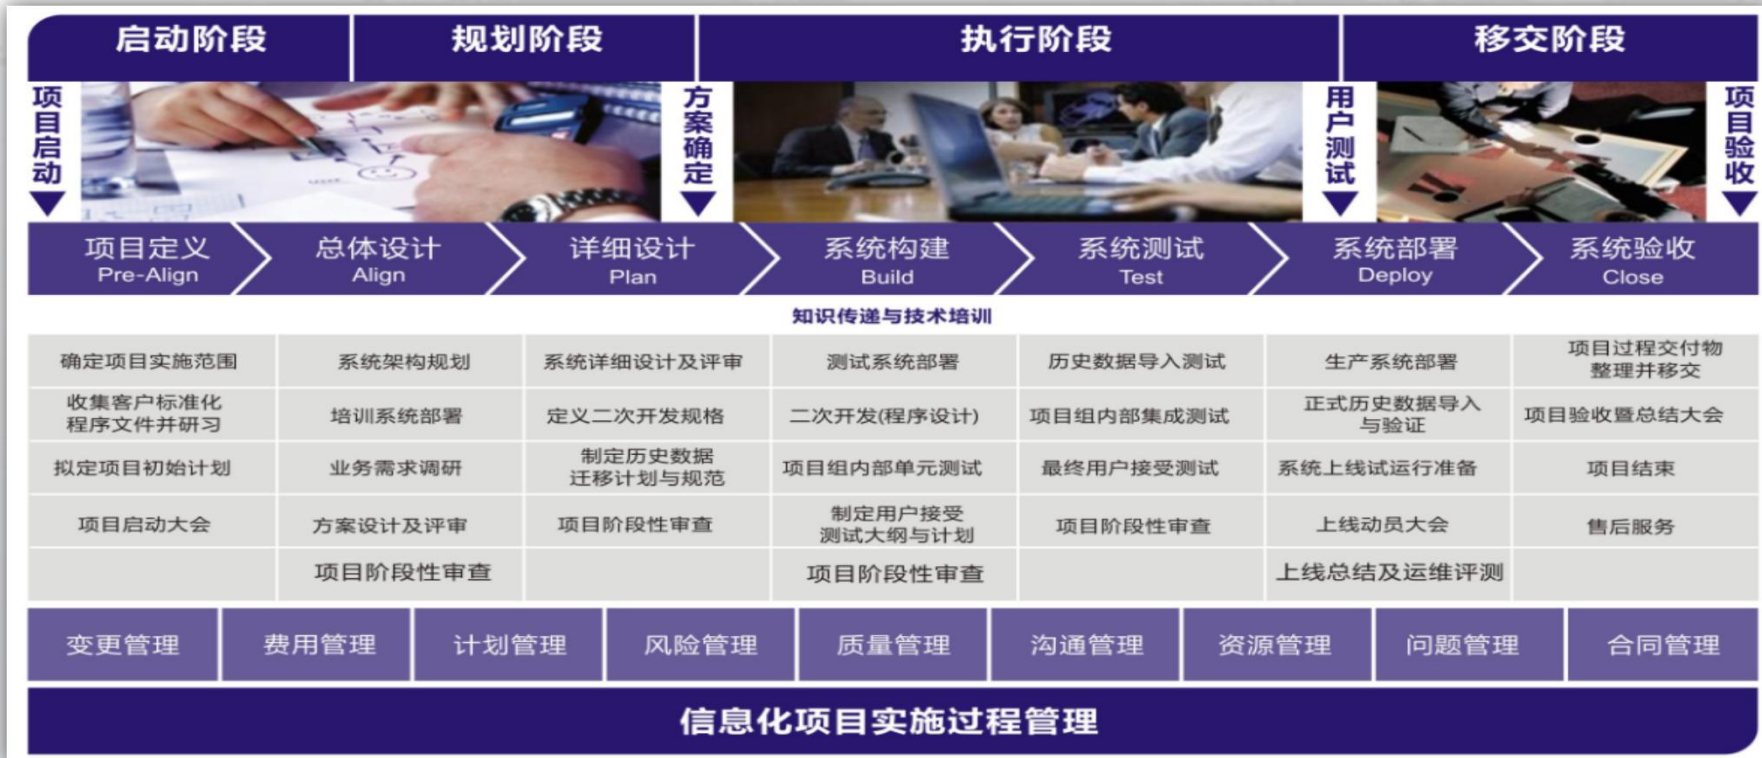 启动阶段
规划阶段
执行阶段
移交阶段
项目启动
方案确定
用户测试
项目验收
项目定义
Pre-Align
总体设计
Align
详细设计
Plan
系统构建
Build
系统测试
Test
系统部署
Deploy
系统验收
Close
知识传递与技术培训
确定项目实施范围
系统架构规划
系统详细设计及评审
测试系统部署
历史数据导入测试
生产系统部署
项目过程交付物
整理并移交
收集客户标准化
程序文件并研习
培训系统部署
定义二次开发规格
二次开发(程序设计)
项目组内部集成测试
正式历史数据导入
与验证
项目验收暨总结大会
拟定项目初始计划
业务需求调研
制定历史数据
迁移计划与规范
项目组内部单元测试
最终用户接受测试
系统上线试运行准备
项目结束
项目启动大会
方案设计及评审
项目阶段性审查
制定用户接受
测试大纲与计划
项目阶段性审查
上线动员大会
售后服务
项目阶段性审查
项目阶段性审查
上线总结及运维评测
变更管理
费用管理
计划管理
风险管理
质量管理
沟通管理
资源管理
问题管理
合同管理
信息化项目实施过程管理